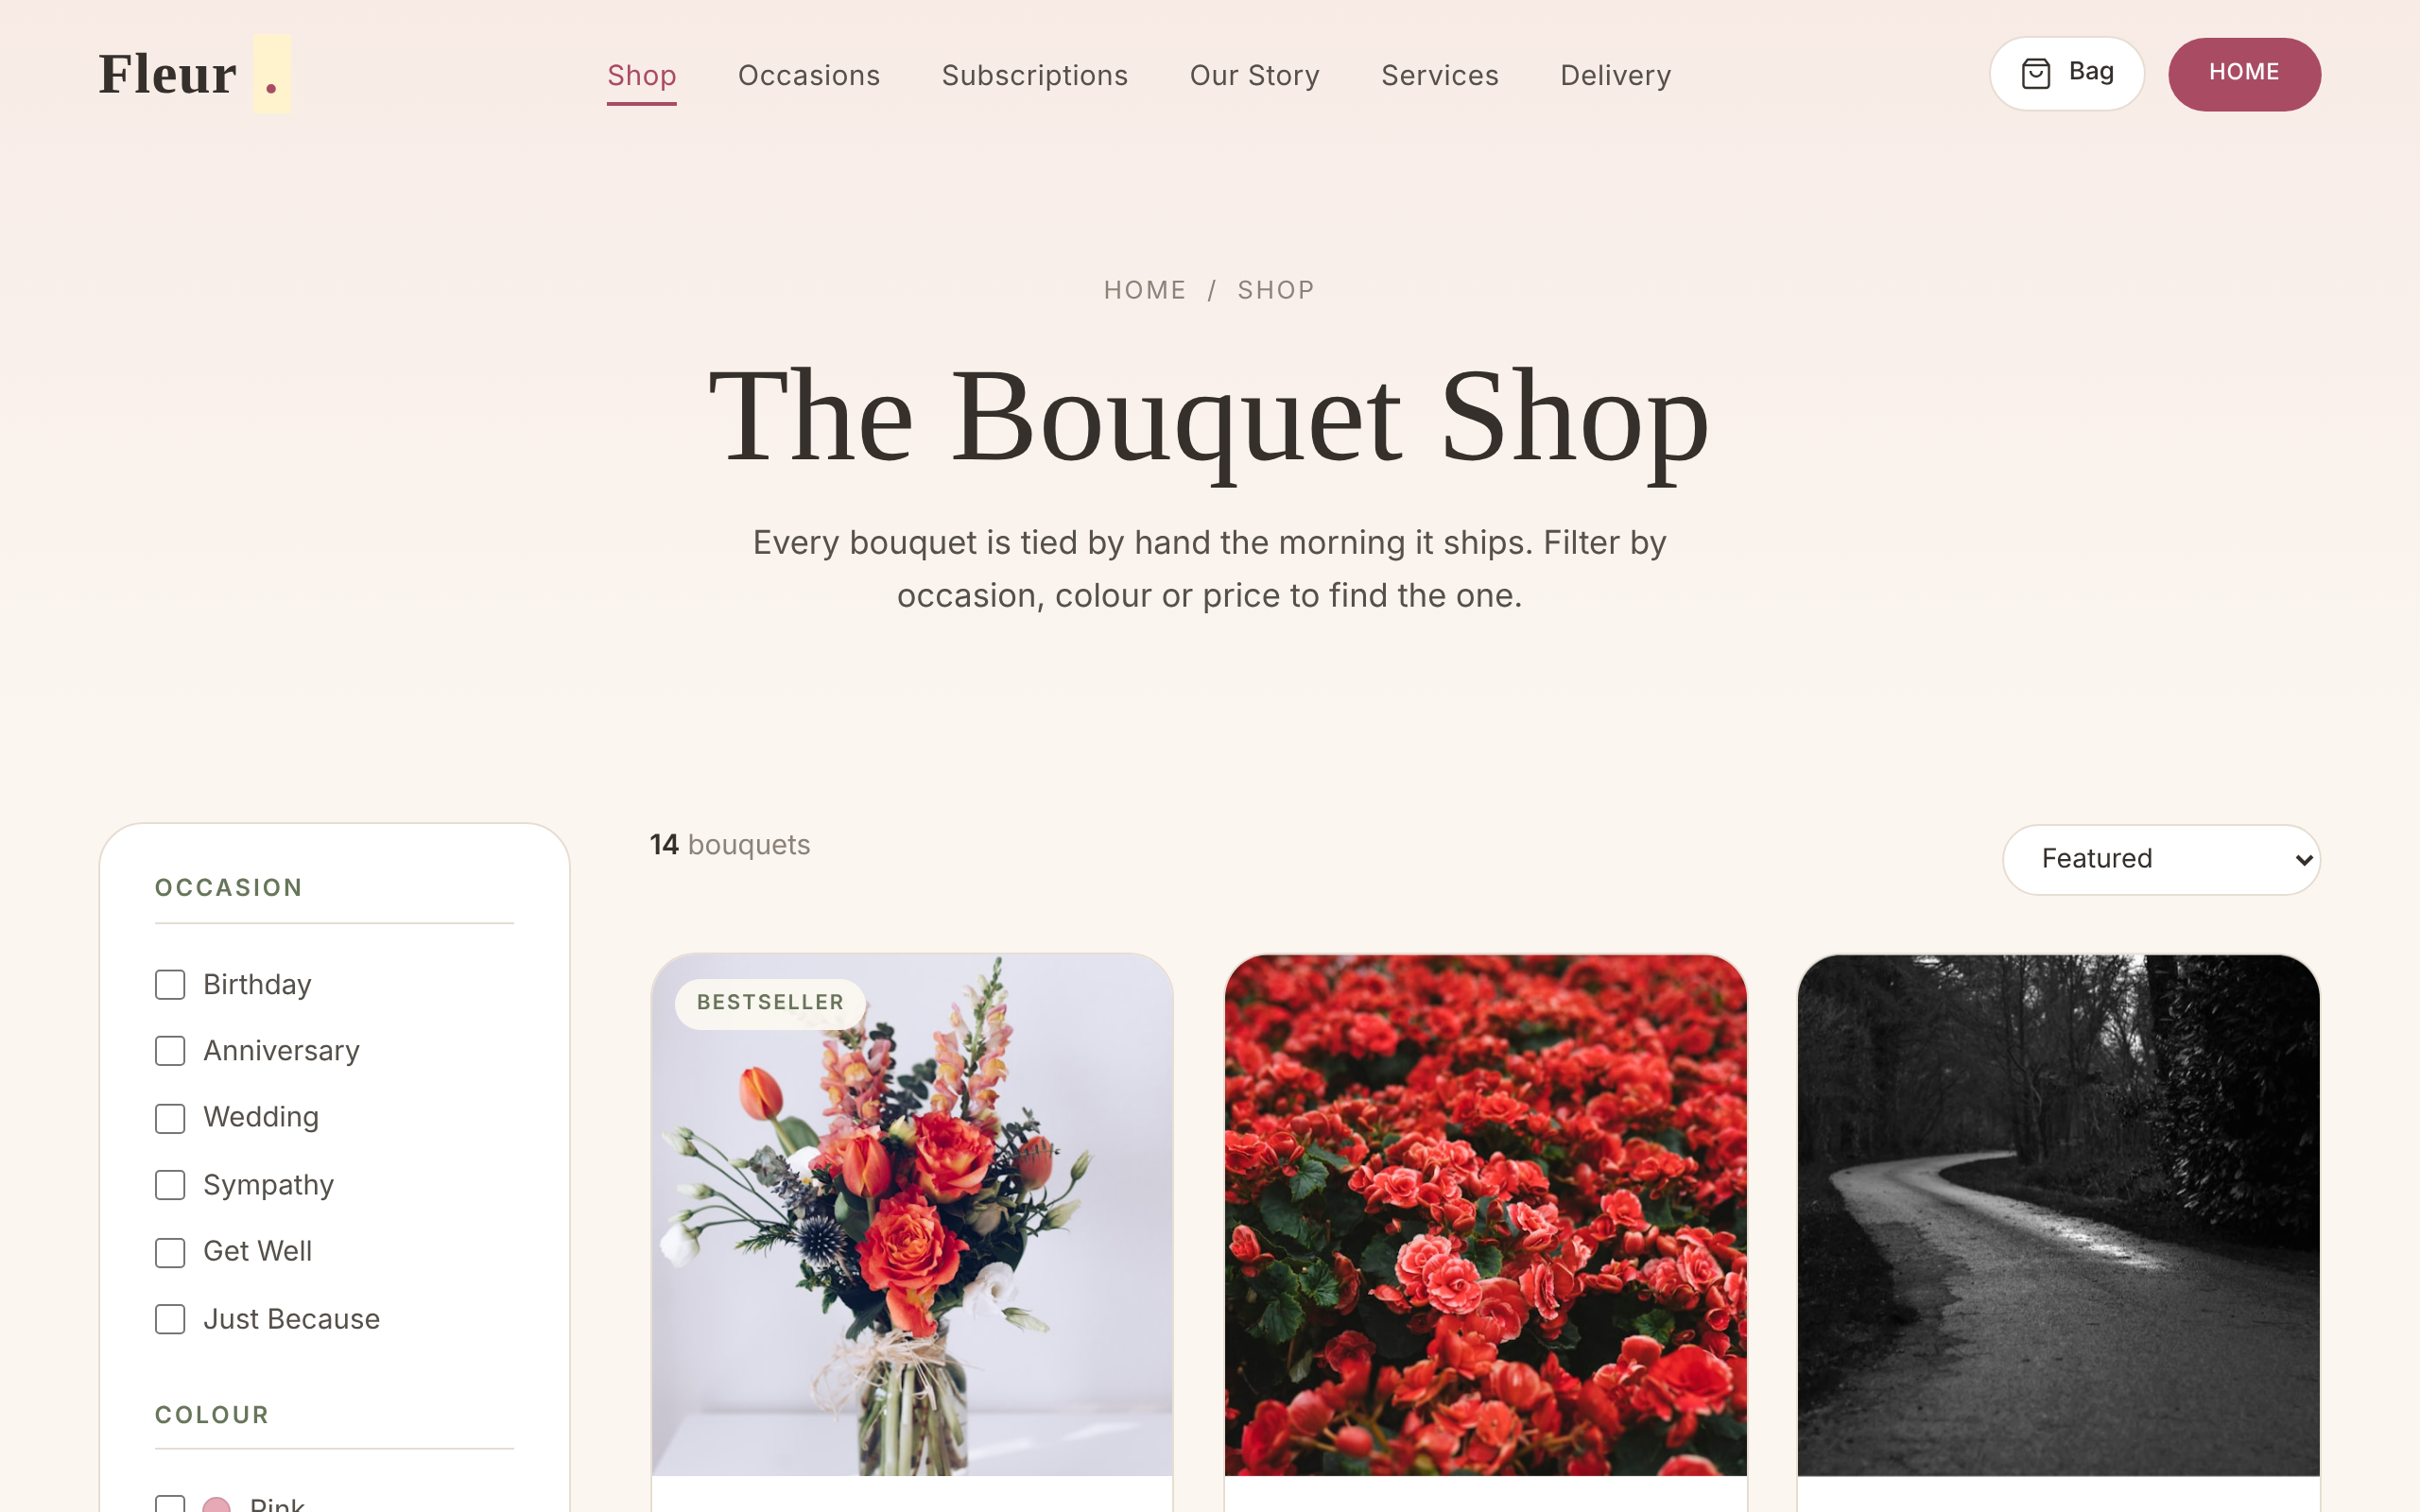 Fleur .
Shop
Occasions
Subscriptions
Our Story
Services
Delivery
Bag
HOME
HOME / SHOP
The Bouquet Shop
Every bouquet is tied by hand the morning it ships. Filter by
occasion, colour or price to find the one.
OCCASION
Birthday
Anniversary
Wedding
Sympathy
Get Well
Just Because
COLOUR
Pink
14 bouquets
Featured
BESTSELLER